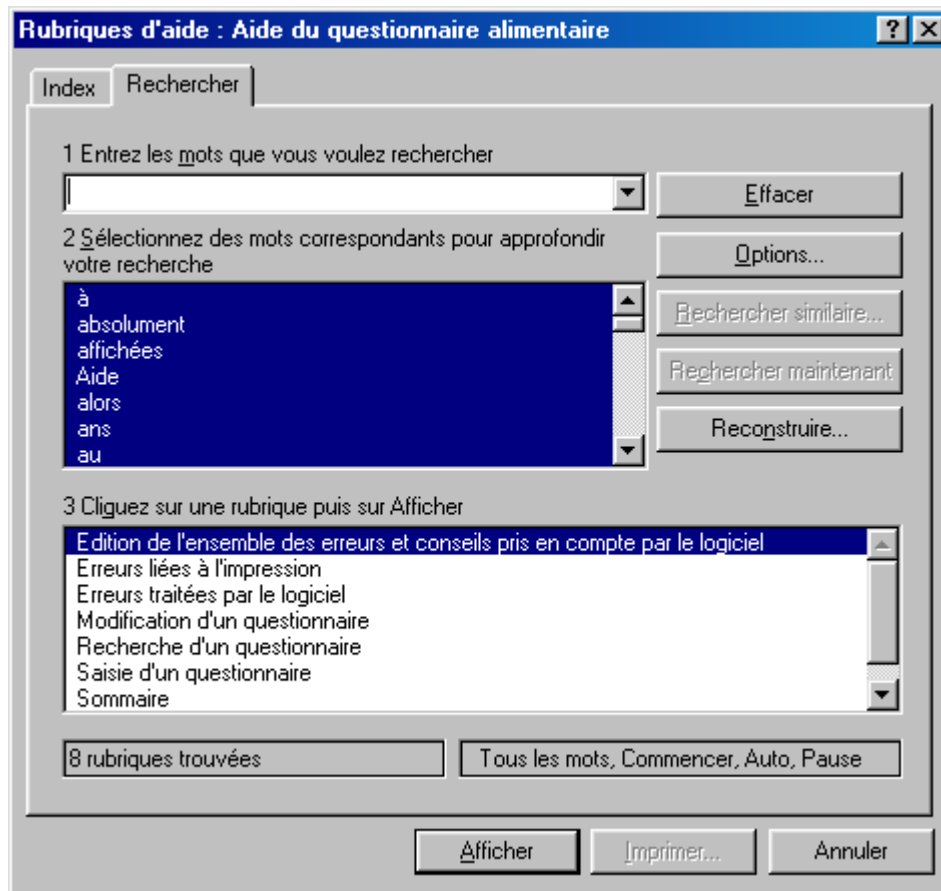 Rubriques d'aide : Aide du questionnaire alimentaire
Index
Rechercher
1 Entrez les mots que vous voulez rechercher
Effacer
2 Sélectionnez des mots correspondants pour approfondir
votre recherche
Options...
à
absolument
affichées
Aide
alors
ans
au
Rechercher similaire...
Rechercher maintenant
Reconstruire...
3 Cliquez sur une rubrique puis sur Afficher
Edition de l'ensemble des erreurs et conseils pris en compte par le logiciel
Erreurs liées à l'impression
Erreurs traitées par le logiciel
Modification d'un questionnaire
Recherche d'un questionnaire
Saisie d'un questionnaire
Sommaire
8 rubriques trouvées
Tous les mots, Commencer, Auto, Pause
Afficher
Imprimer...
Annuler